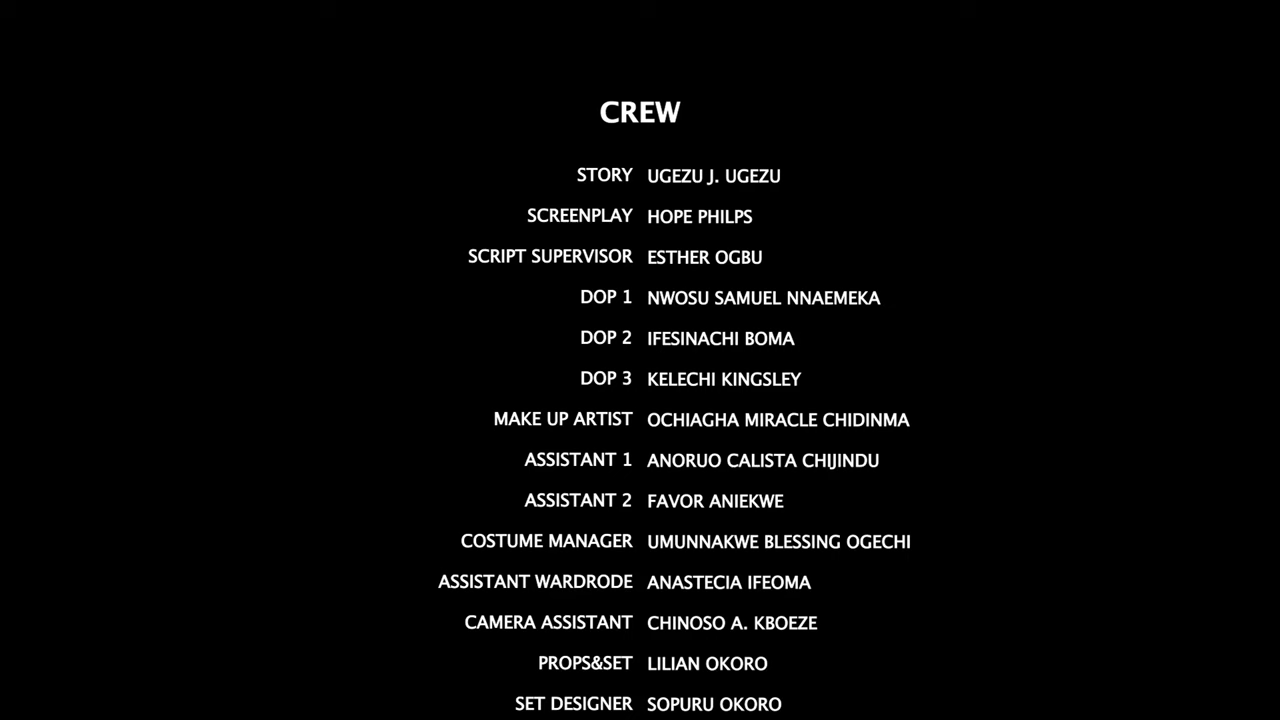 CREW
STORY UGEZU J. UGEZU
SCREENPLAY HOPE PHILPS
SCRIPT SUPERVISOR ESTHER OGBU
DOP 1 NWOSU SAMUEL NNAEMEKA
DOP 2 IFESINACHI BOMA
DOP 3 KELECHI KINGSLEY
MAKE UP ARTIST OCHIAGHA MIRACLE CHIDINMA
ASSISTANT 1 ANORUO CALISTA CHIJINDU
ASSISTANT 2 FAVOR ANIEKWE
COSTUME MANAGER UMUNNAKWE BLESSING OGECHI
ASSISTANT WARDRODE ANASTECIA IFEOMA
CAMERA ASSISTANT CHINOSO A. KBOEZE
PROPS&SET LILIAN OKORO
SET DESIGNER SOPURU OKORO